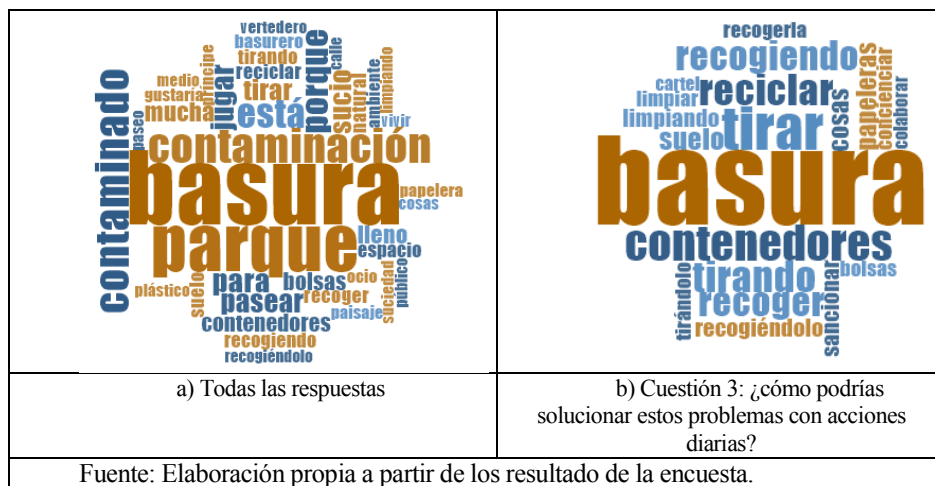 vertedero
basurero
tirando
reciclar
tirar
está
medio
gustaría
mucha
príncipe
jugar
porque
calle
sucio
natural
ambiente
limpiando
vivir
contaminado
paseo
contaminación
basura
papelera
cosas
parque
lleno
espacio
plástico
suelo
para
bolsas
ocio
pasear
recoger
paisaje
suciedad
público
contenedores
recogiendo
recogiéndolo
recogerla
recogiendo
cartel
reciclar
limpiar
limpiando
suelo
tirar
cosas
papeleras
concienciar
colaborar
basura
contenedores
tirando
bolsas
recoger
tirándolo
sancionar
recogiéndolo
a) Todas las respuestas
b) Cuestión 3: ¿cómo podrías
solucionar estos problemas con acciones
diarias?
Fuente: Elaboración propia a partir de los resultado de la encuesta.